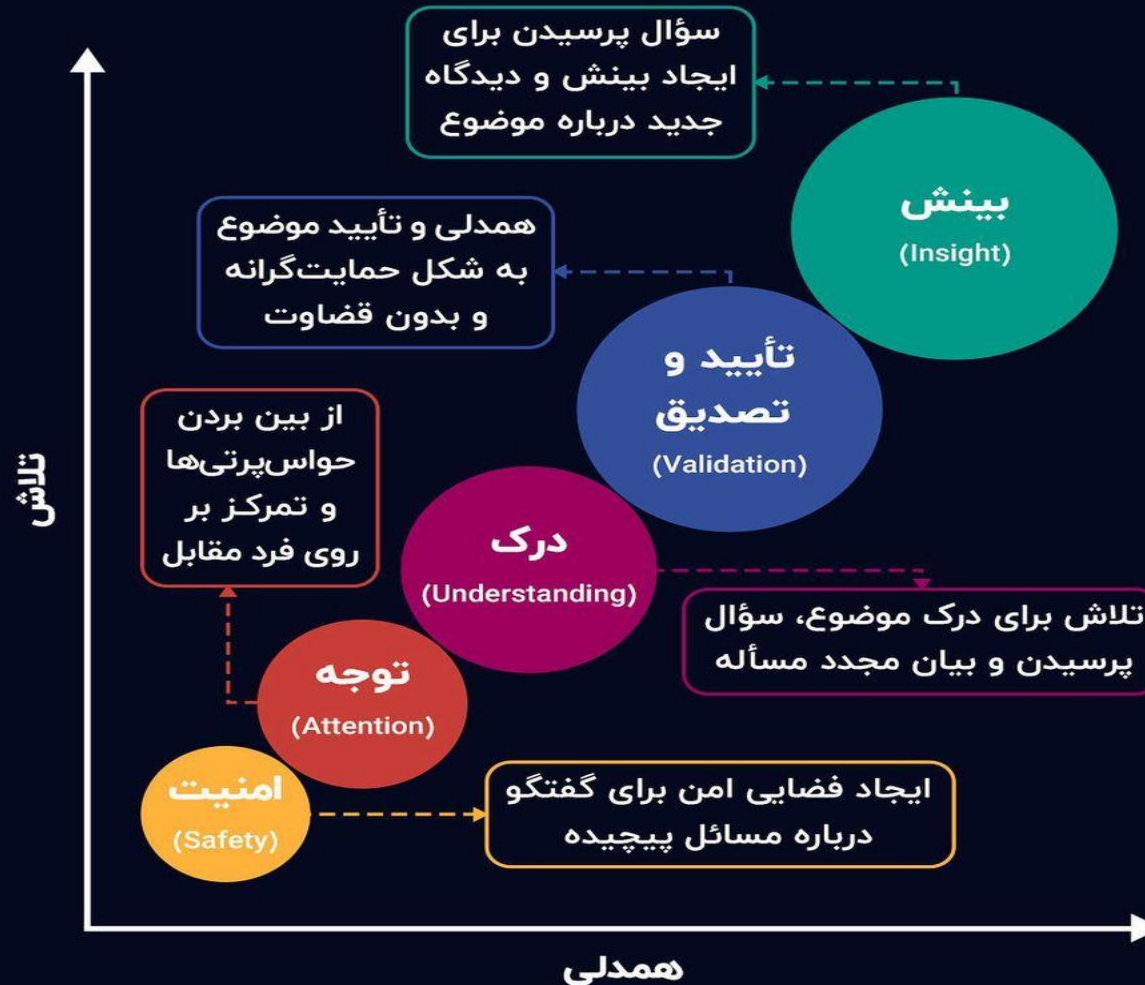 سؤال پرسیدن برای
ایجاد بینش و دیدگاه
جدید درباره موضوع
بینش
(Insight)
همدلی و تأیید موضوع
به شکل حمایت‌گرانه
و بدون قضاوت
تأیید و
تصدیق
(Validation)
از بین بردن
حواس‌پرتی‌ها
و تمرکز بر
روی فرد مقابل
درک
(Understanding)
تلاش برای درک موضوع، سؤال
پرسیدن و بیان مجدد مسأله
توجه
(Attention)
امنیت
(Safety)
ایجاد فضایی امن برای گفتگو
درباره مسائل پیچیده
تلاش
همدلی